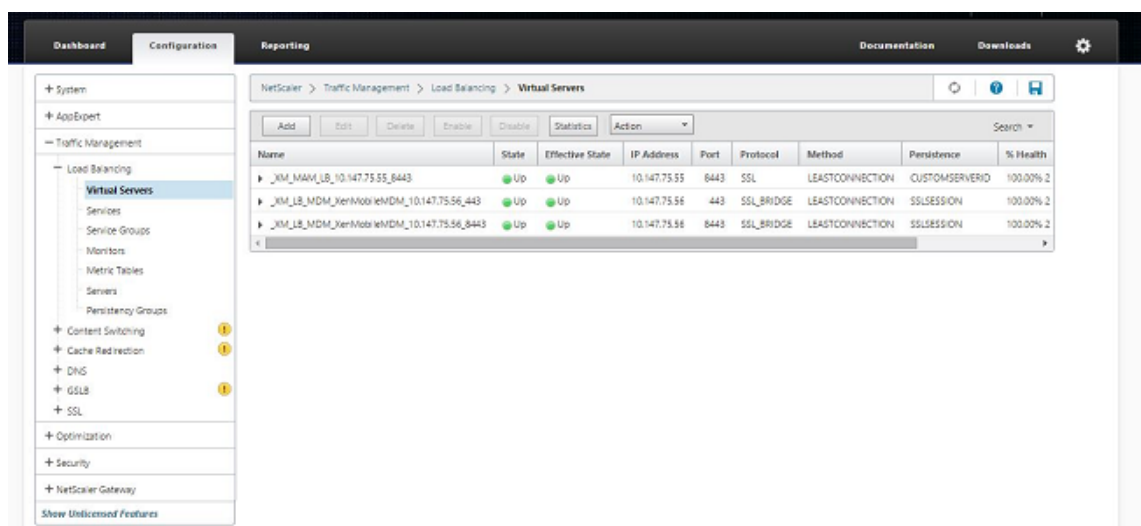 Dashboard Configuration Reporting Documentation Downloads
+ System
+ AppExpert
− Traffic Management
− Load Balancing
Virtual Servers
Services
Service Groups
Monitors
Metric Tables
Servers
Persistency Groups
+ Content Switching
+ Cache Redirection
+ DNS
+ GSLB
+ SSL
+ Optimization
+ Security
+ NetScaler Gateway
Show Unlicensed Features
NetScaler > Traffic Management > Load Balancing > Virtual Servers
Add Edit Delete Enable Disable Statistics Action Search
Name State Effective State IP Address Port Protocol Method Persistence % Health
_XM_MAM_LB_10.147.75.55_8443 Up Up 10.147.75.55 8443 SSL LEASTCONNECTION CUSTOMSERVERID 100.00% 2
_XM_LB_MDM_XenMobileMDM_10.147.75.56_443 Up Up 10.147.75.56 443 SSL_BRIDGE LEASTCONNECTION SSLSESSION 100.00% 2
_XM_LB_MDM_XenMobileMDM_10.147.75.56_8443 Up Up 10.147.75.56 8443 SSL_BRIDGE LEASTCONNECTION SSLSESSION 100.00% 2